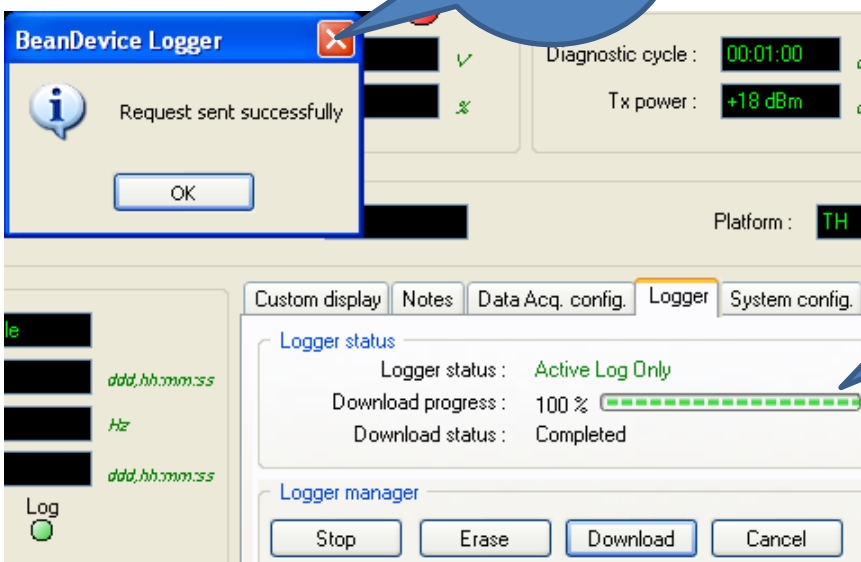 BeanDevice Logger
Request sent successfully
OK
V
%
Diagnostic cycle : 00:01:00
Tx power : +18 dBm
Platform : TH
Custom display Notes Data Acq. config. Logger System config.
Logger status
Logger status : Active Log Only
Download progress : 100 %
Download status : Completed
ddd,hh:mm:ss
Hz
ddd,hh:mm:ss
Log
Logger manager
Stop Erase Download Cancel